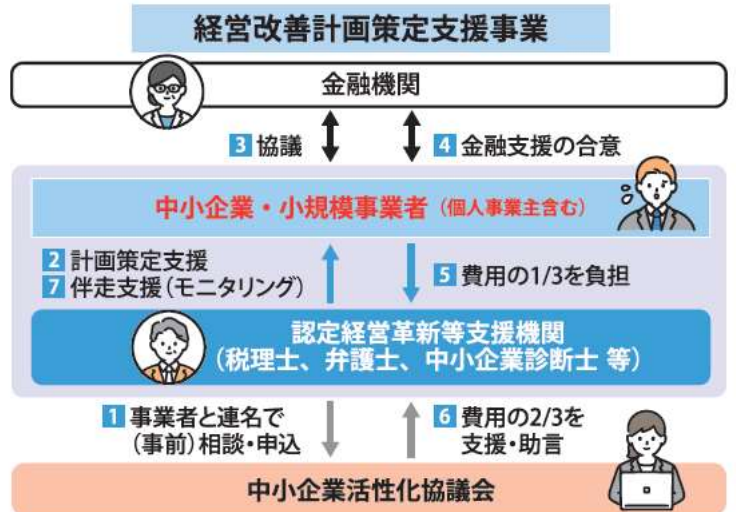 経営改善計画策定支援事業
金融機関
3 協議
4 金融支援の合意
中小企業・小規模事業者（個人事業主含む）
2 計画策定支援
7 伴走支援（モニタリング）
5 費用の1/3を負担
認定経営革新等支援機関
（税理士、弁護士、中小企業診断士 等）
1 事業者と連名で
（事前）相談・申込
6 費用の2/3を
支援・助言
中小企業活性化協議会